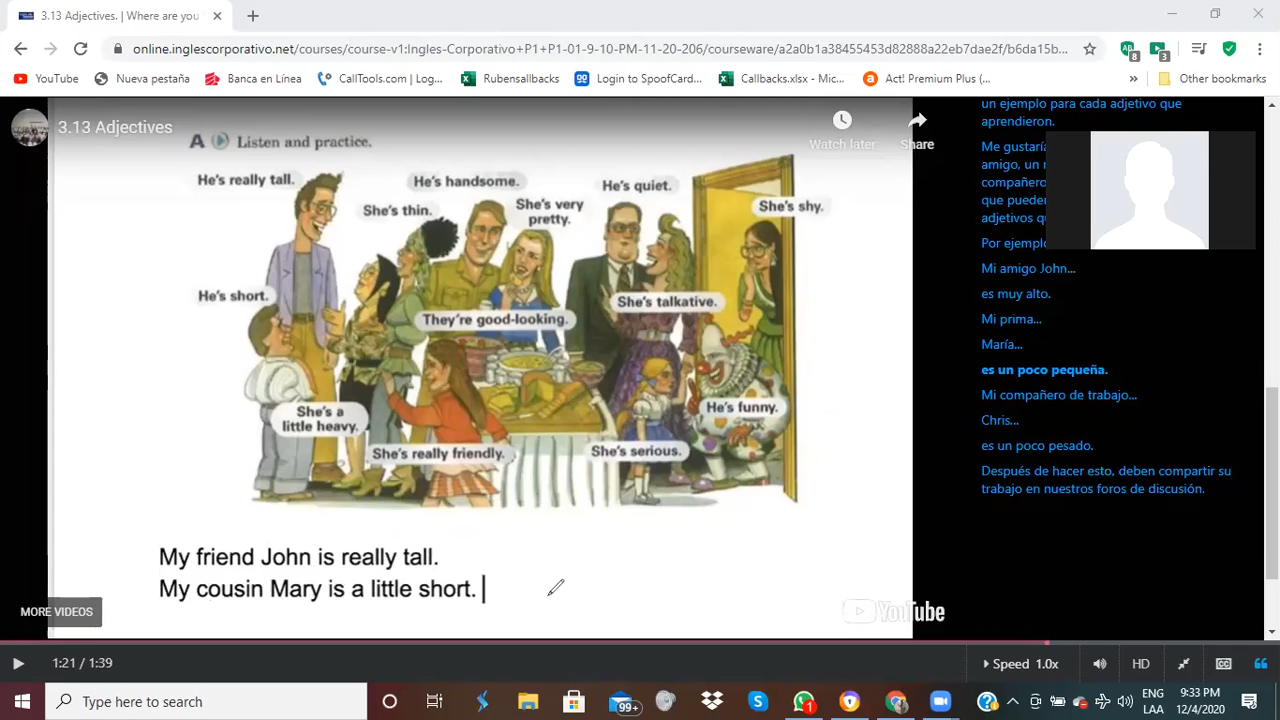 3.13 Adjectives. | Where are you
online.inglescorporativo.net/courses/course-v1:Ingles-Corporativo+P1+P1-01-9-10-PM-11-20-206/courseware/a2a0b1a38455453d82888a22eb7dae2f/b6da15b...
8
3
YouTube
Nueva pestaña
Banca en Línea
CallTools.com | Log...
Rubensallbacks
Login to SpoofCard...
Callbacks.xlsx - Mic...
Act! Premium Plus (...
»
Other bookmarks
3.13 Adjectives
A Listen and practice.
Watch later
Share
He's really tall.
He's handsome.
He's quiet.
She's thin.
She's very
pretty.
She's shy.
He's short.
They're good-looking.
She's talkative.
She's a
little heavy.
He's funny.
She's really friendly.
She's serious.
My friend John is really tall.
My cousin Mary is a little short.
MORE VIDEOS
YouTube
un ejemplo para cada adjetivo que
aprendieron.
Me gustaría
amigo, un
compañero
que pueden
adjetivos
Por ejemplo
Mi amigo John...
es muy alto.
Mi prima...
María...
es un poco pequeña.
Mi compañero de trabajo...
Chris...
es un poco pesado.
Después de hacer esto, deben compartir su
trabajo en nuestros foros de discusión.
1:21 / 1:39
Speed 1.0x
HD
Type here to search
99+
1
ENG
LAA
9:33 PM
12/4/2020